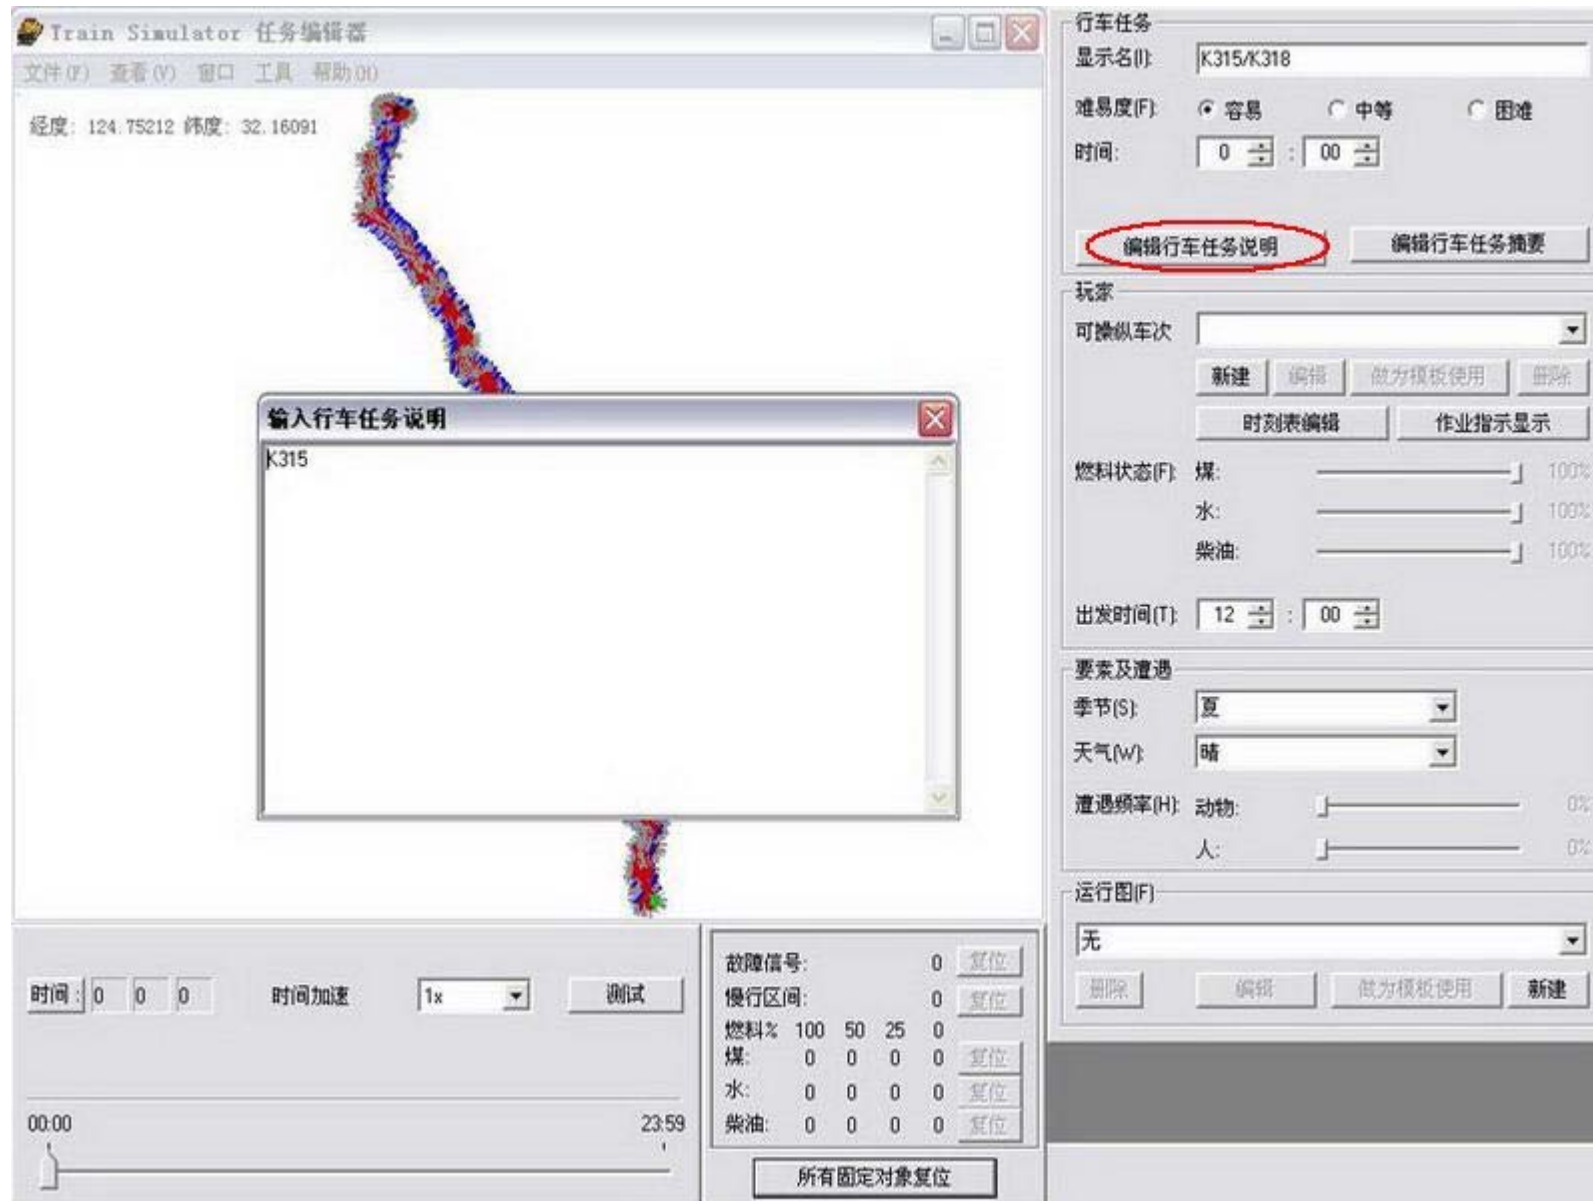 Train Simulator 任务编辑器
文件(F) 查看(V) 窗口 工具 帮助(H)
经度: 124.75212 纬度: 32.16091
输入行车任务说明
K315
时间: 0 0 0 时间加速 1x 测试
00:00 23:59
故障信号: 0 复位
慢行区间: 0 复位
燃料% 100 50 25 0
煤: 0 0 0 0 复位
水: 0 0 0 0 复位
柴油: 0 0 0 0 复位
所有固定对象复位
行车任务
显示名(I): K315/K318
难易度(F): 容易 中等 困难
时间: 0 : 00
编辑行车任务说明 编辑行车任务摘要
玩家
可操纵车次
新建 编辑 做为模板使用 删除
时刻表编辑 作业指示显示
燃料状态(F): 煤: 100%
水: 100%
柴油: 100%
出发时间(T): 12 : 00
要素及遭遇
季节(S): 夏
天气(W): 晴
遭遇频率(H): 动物: 0%
人: 0%
运行图(F)
无
删除 编辑 做为模板使用 新建